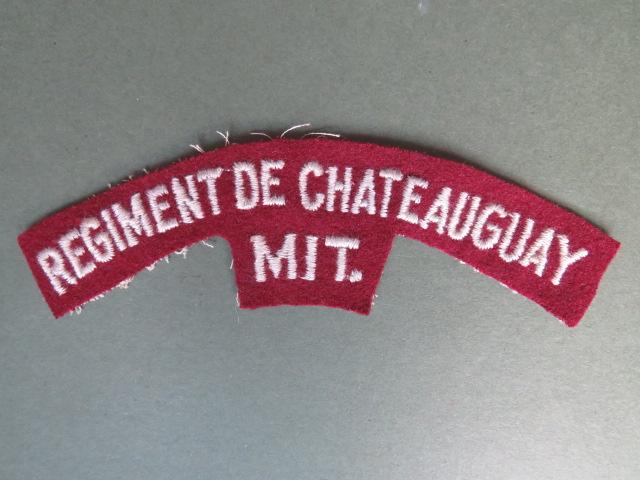 REGIMENT DE CHATEAUGUAY
MIT.